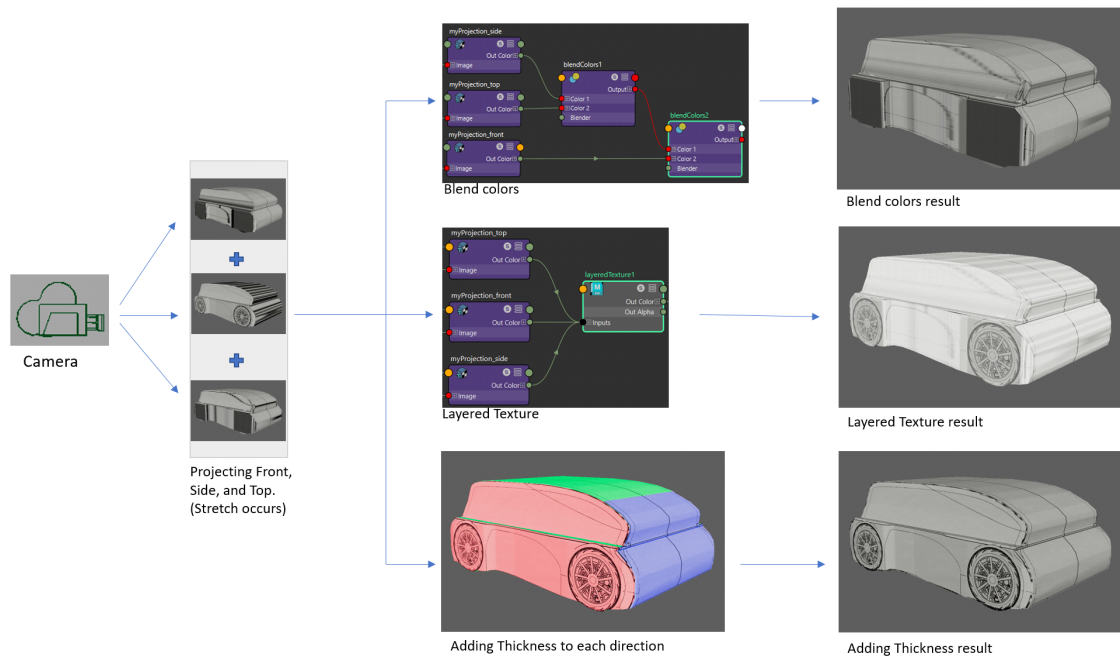 Camera
Projecting Front,
Side, and Top.
(Stretch occurs)
myProjection_side
Out Color
Image
myProjection_top
Out Color
Image
myProjection_front
Out Color
Image
blendColors1
Output
Color 1
Color 2
Blender
blendColors2
Output
Color 1
Color 2
Blender
Blend colors
Blend colors result
myProjection_top
Out Color
Image
myProjection_front
Out Color
Image
myProjection_side
Out Color
Image
layeredTexture1
Out Color
Out Alpha
Inputs
Layered Texture
Layered Texture result
Adding Thickness to each direction
Adding Thickness result